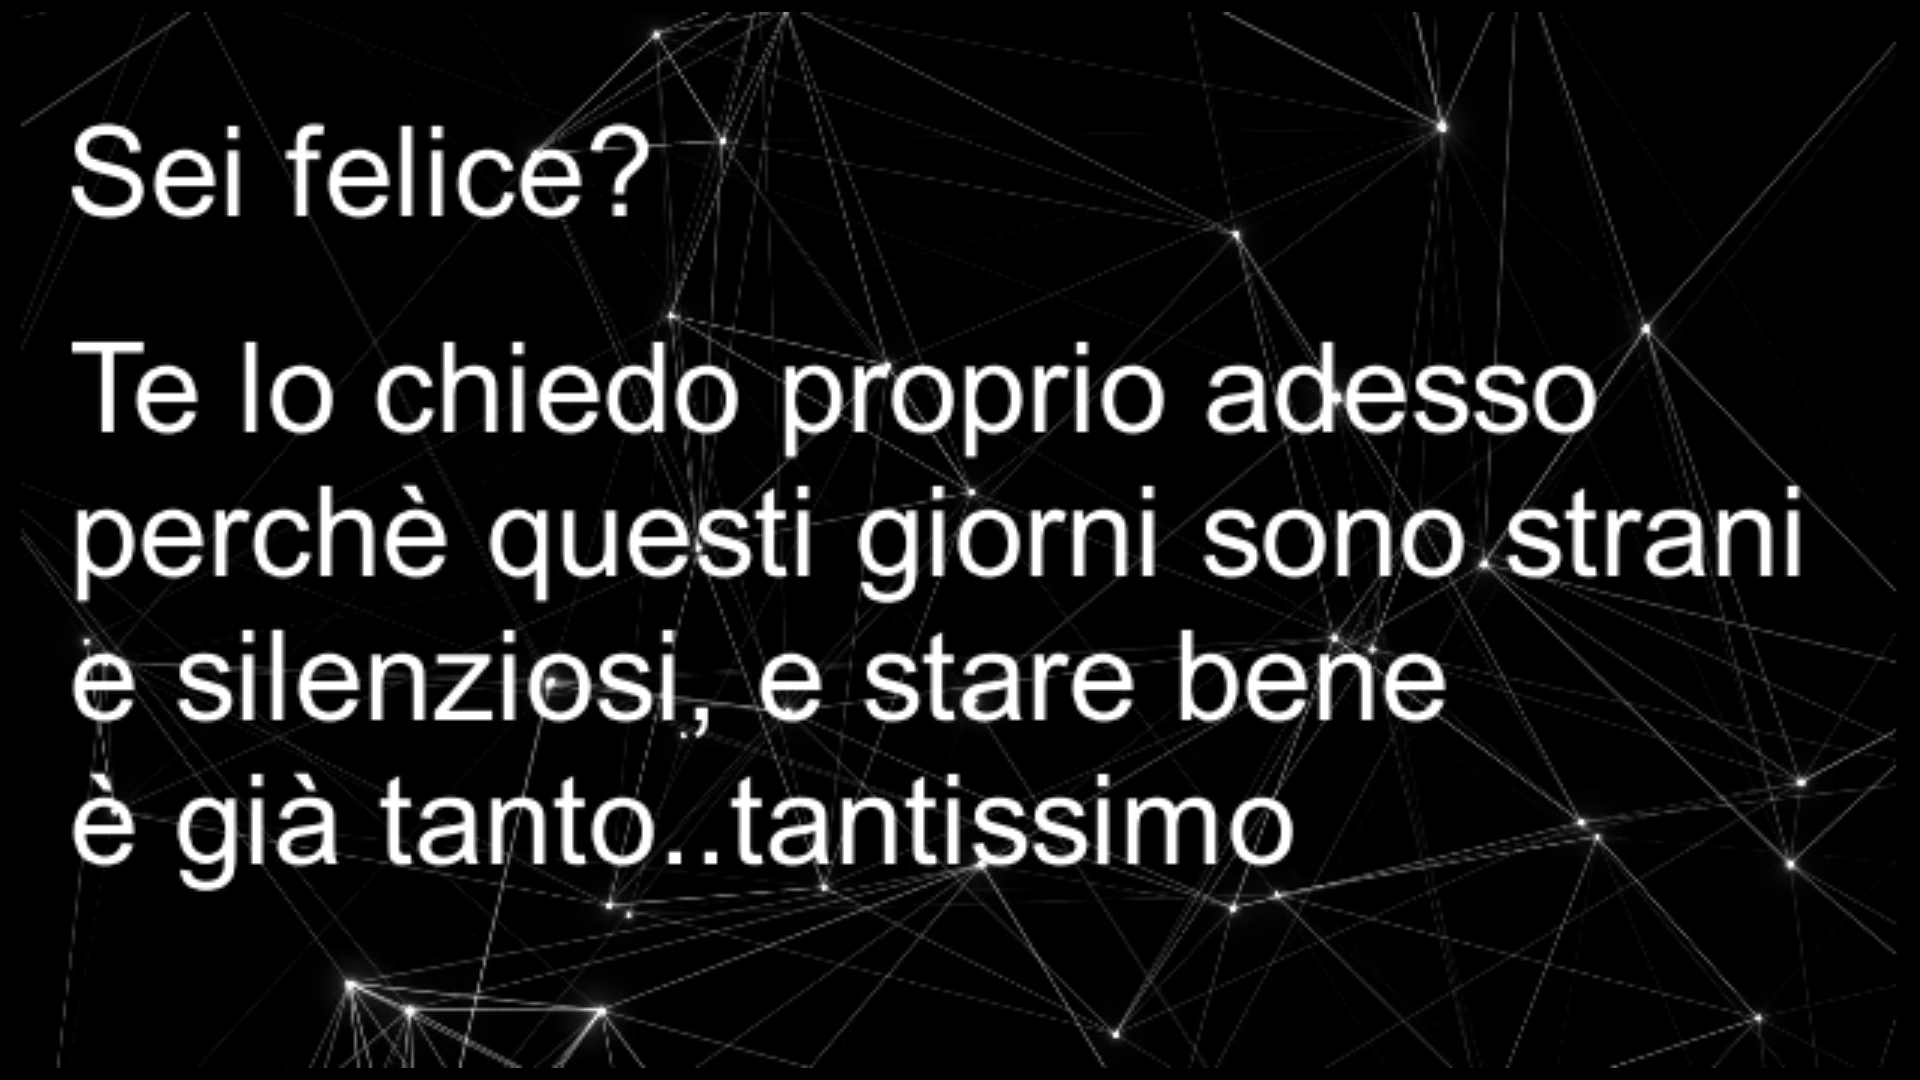 Sei felice?
Te lo chiedo proprio adesso
perchè questi giorni sono strani
e silenziosi, e stare bene
è già tanto..tantissimo